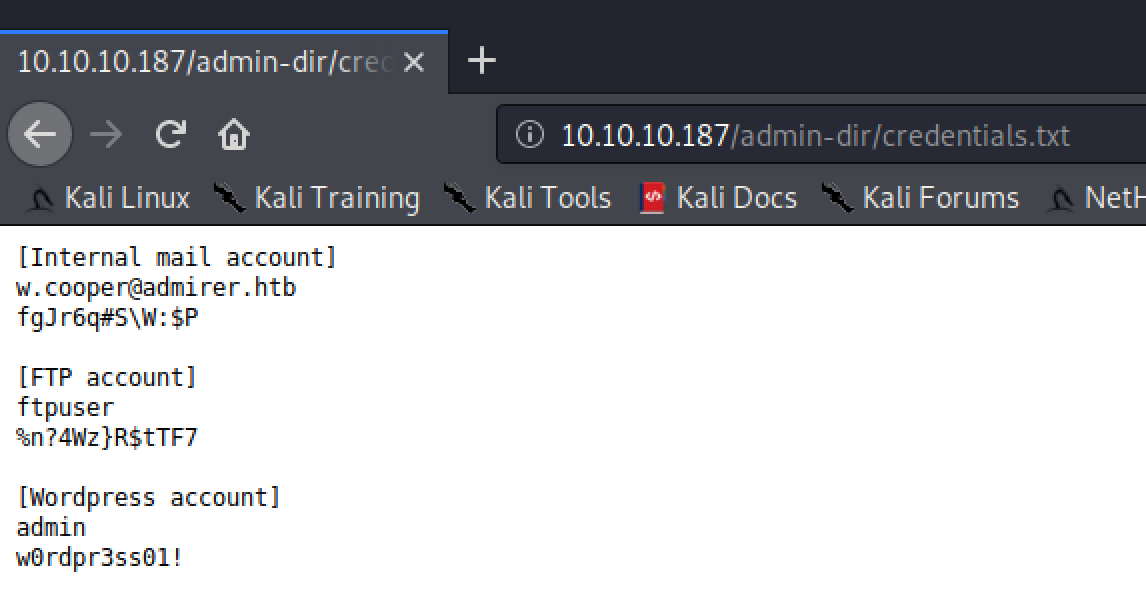 10.10.10.187/admin-dir/cred
10.10.10.187/admin-dir/credentials.txt
Kali Linux Kali Training Kali Tools Kali Docs Kali Forums NetH
[Internal mail account]
w.cooper@admirer.htb
fgJr6q#S\W:$P
[FTP account]
ftpuser
%n?4Wz}R$tTF7
[Wordpress account]
admin
w0rdpr3ss01!